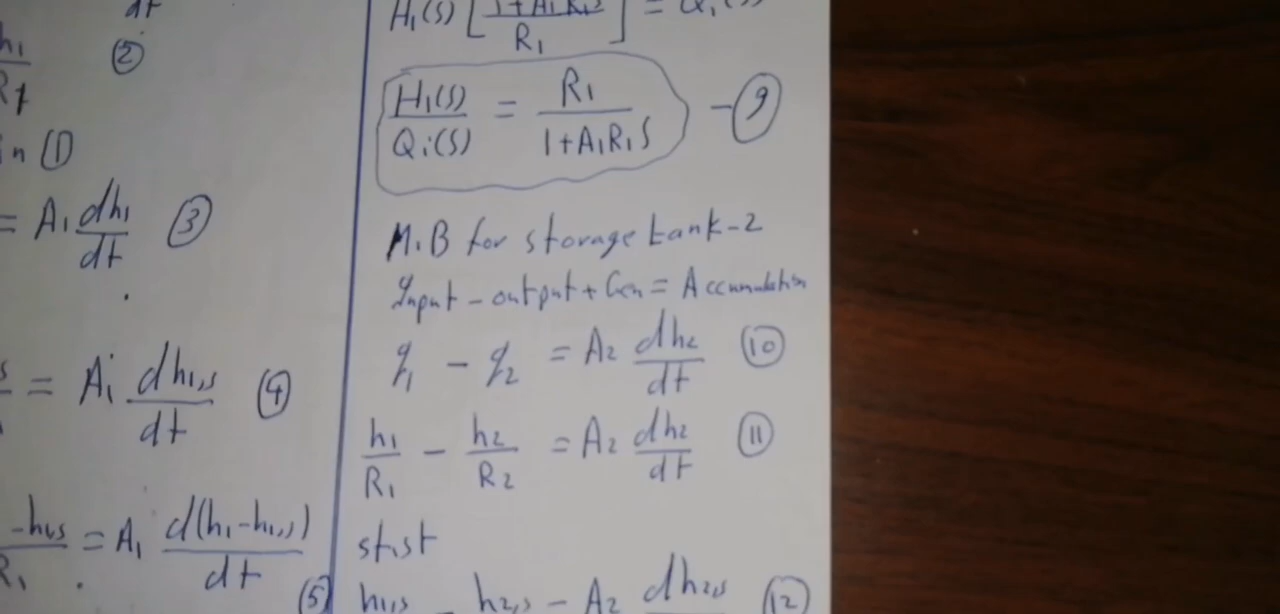 dt
h1 / R1 (2)
in (1)
= A1 dh1/dt (3)
s = Ai dh1,s/dt (4)
-h1,s / R1 = A1 d(h1-h1,s)/dt (5)
H1(S) [1+A1R1S / R1] = Qi(S)
H1(S)/Qi(S) = R1 / 1+A1R1S -(9)
M.B for storage tank-2
Input - output + Gen = Accumulation
q1 - q2 = A2 dh2/dt (10)
h1/R1 - h2/R2 = A2 dh2/dt (11)
st.st
h1,s - h2,s = A2 dh2,s (12)